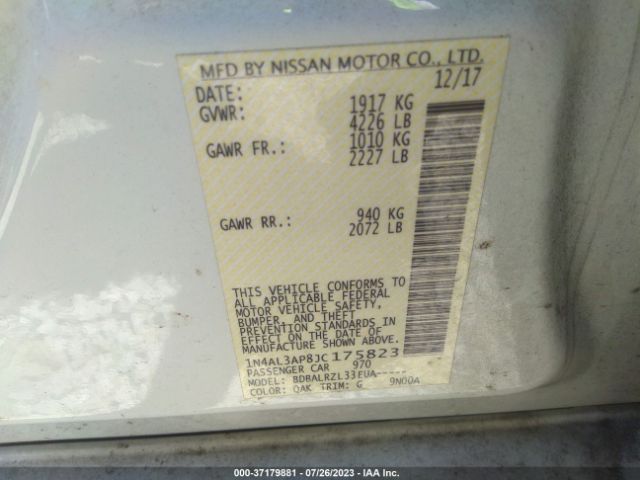 MFD BY NISSAN MOTOR CO., LTD.
DATE: 12/17
GVWR: 1917 KG
4226 LB
GAWR FR.: 1010 KG
2227 LB
GAWR RR.: 940 KG
2072 LB
THIS VEHICLE CONFORMS TO
ALL APPLICABLE FEDERAL
MOTOR VEHICLE SAFETY,
BUMPER, AND THEFT
PREVENTION STANDARDS
IN EFFECT ON THE DATE OF
MANUFACTURE SHOWN ABOVE.
1N4AL3AP8JC175823
PASSENGER CAR 970
MODEL: BDBALRZL33EUA-----
COLOR: QAK TRIM: G 9N00A
000-37179881 - 07/26/2023 - IAA Inc.